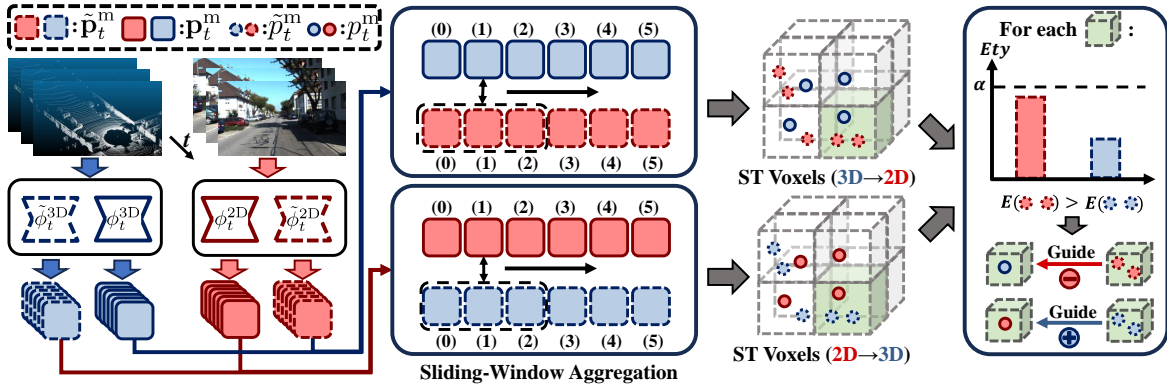 : p̃ₜᵐ : pₜᵐ : p̃ₜᵐ : pₜᵐ
t
ϕ̃ₜ³ᴰ ϕₜ³ᴰ ϕₜ²ᴰ ϕ̃ₜ²ᴰ
(0) (1) (2) (3) (4) (5)
(0) (1) (2) (3) (4) (5)
(0) (1) (2) (3) (4) (5)
(0) (1) (2) (3) (4) (5)
Sliding-Window Aggregation
ST Voxels (3D→2D)
ST Voxels (2D→3D)
For each :
Ety
α
E( ) > E( )
Guide
−
Guide
+